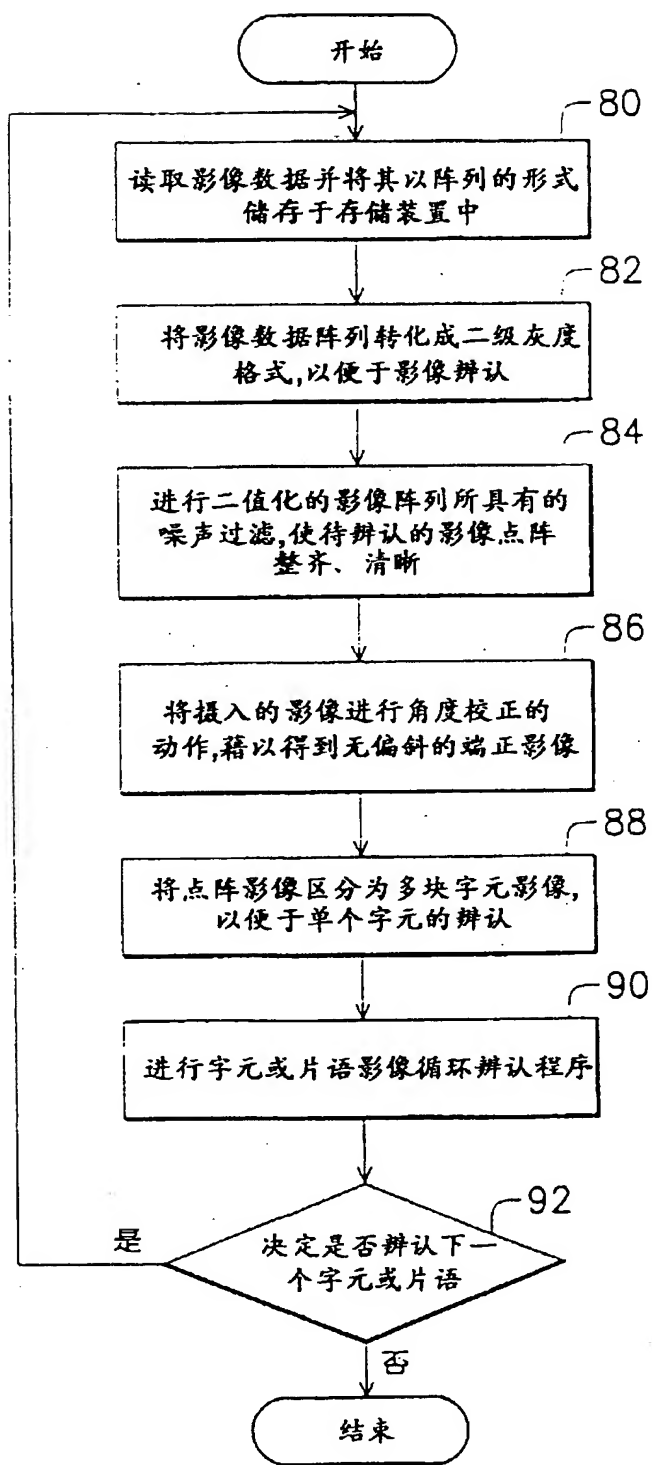 开始
80
读取影像数据并将其以阵列的形式
储存于存储装置中
82
将影像数据阵列转化成二级灰度
格式,以便于影像辨认
84
进行二值化的影像阵列所具有的
噪声过滤,使待辨认的影像点阵
整齐、清晰
86
将摄入的影像进行角度校正的
动作,藉以得到无偏斜的端正影像
88
将点阵影像区分为多块字元影像,
以便于单个字元的辨认
90
进行字元或片语影像循环辨认程序
92
是
决定是否辨认下一
个字元或片语
否
结束